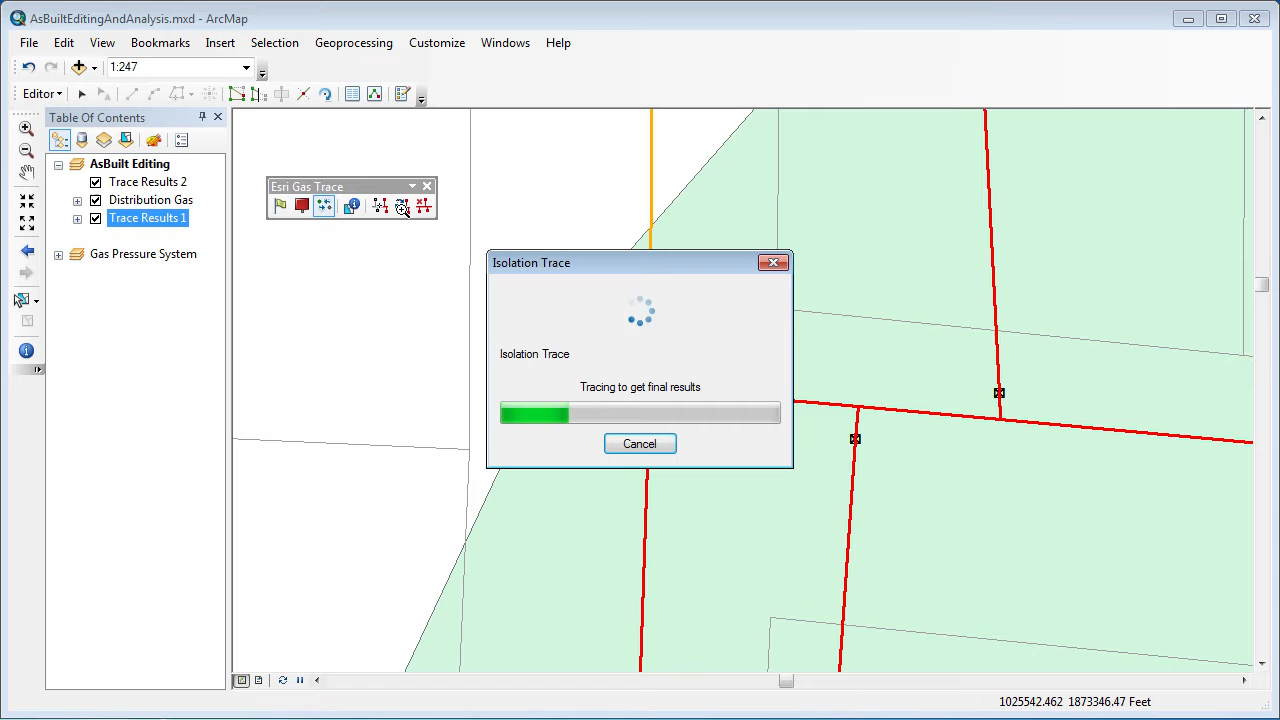 AsBuiltEditingAndAnalysis.mxd - ArcMap
File Edit View Bookmarks Insert Selection Geoprocessing Customize Windows Help
1:247
Editor
Table Of Contents
AsBuilt Editing
Trace Results 2
Distribution Gas
Trace Results 1
Gas Pressure System
Esri Gas Trace
Isolation Trace
Isolation Trace
Tracing to get final results
Cancel
1025542.462 1873346.47 Feet